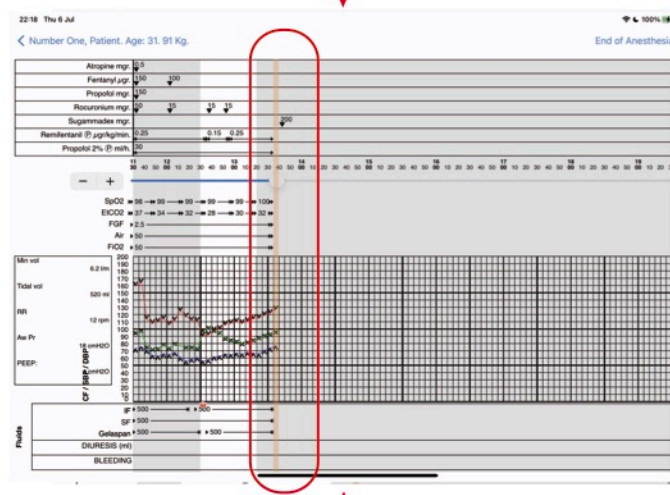 22:18 Thu 6 Jul 100%
Number One, Patient. Age: 31. 91 Kg. End of Anesthesia
Atropine mgr. 0.5
Fentanyl µgr. 150 100
Propofol mgr. 150
Rocuronium mgr. 50 15 15 15
Sugammadex mgr. 200
Remifentanil Ⓟ µgr/kg/min. 0.25 0.15 0.25
Propofol 2% Ⓟ ml/h. 30
11 12 13 14 15 16 17 18 19
− +
SpO2 98 99 99 99 99 100
EtCO2 37 34 32 28 30 32
FGF 2.5
Air 50
FiO2 50
Min vol
6.2 l/m
Tidal vol
520 ml
RR
12 rpm
Aw Pr
18 cmH2O
PEEP:
cmH2O
CF / SBP / DBP
200
190
180
170
160
150
140
130
120
110
100
90
80
70
60
50
40
30
20
10
0
Fluids
IF 500 500
SF 500
Gelaspan 500 500
DIURESIS (ml)
BLEEDING